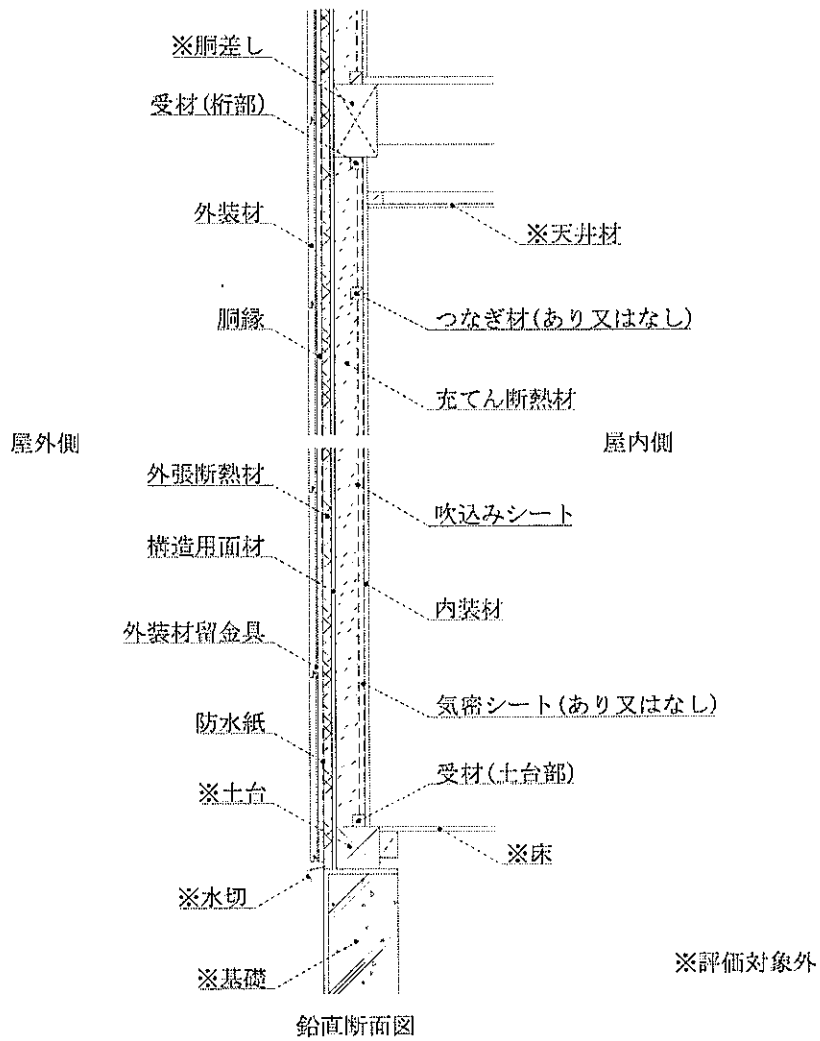 ※胴差し
受材(桁部)
外装材
※天井材
胴縁
つなぎ材(あり又はなし)
充てん断熱材
屋外側
屋内側
外張断熱材
吹込みシート
構造用面材
内装材
外装材留金具
気密シート(あり又はなし)
防水紙
受材(土台部)
※土台
※床
※水切
※基礎
※評価対象外
鉛直断面図